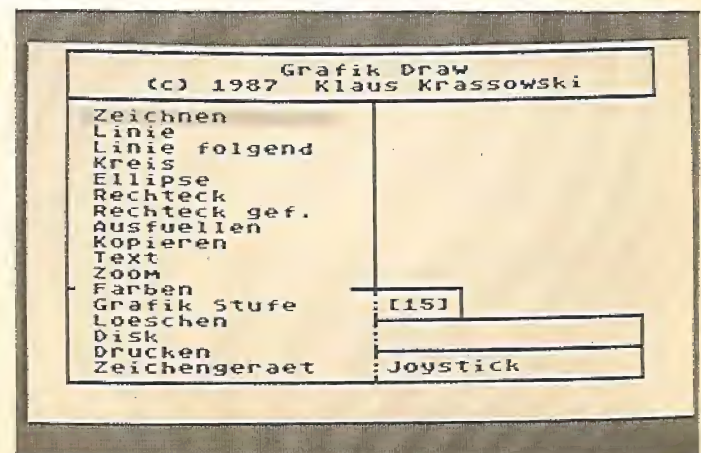 Grafik Draw
(c) 1987 Klaus Krassowski
Zeichnen
Linie
Linie folgend
Kreis
Ellipse
Rechteck
Rechteck gef.
Ausfuellen
Kopieren
Text
Zoom
Farben
Grafik Stufe [15]
Loeschen
Disk
Drucken
Zeichengeraet Joystick